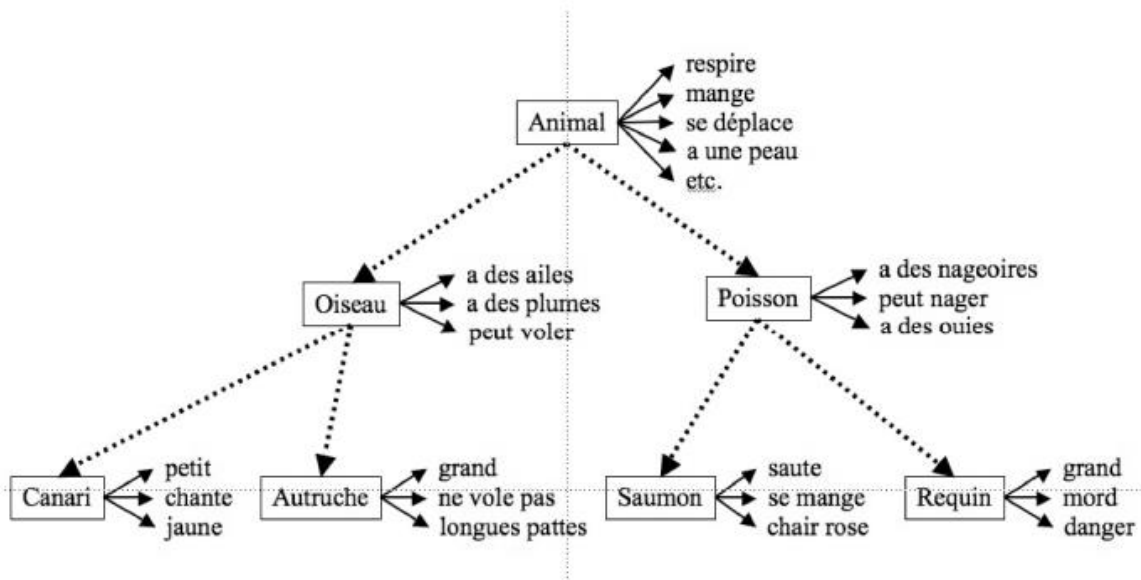 respire
mange
Animal
se déplace
a une peau
etc.
a des ailes
Oiseau
a des plumes
peut voler
a des nageoires
Poisson
peut nager
a des ouies
petit
Canari
chante
jaune
grand
Autruche
ne vole pas
longues pattes
saute
Saumon
se mange
chair rose
grand
Requin
mord
danger